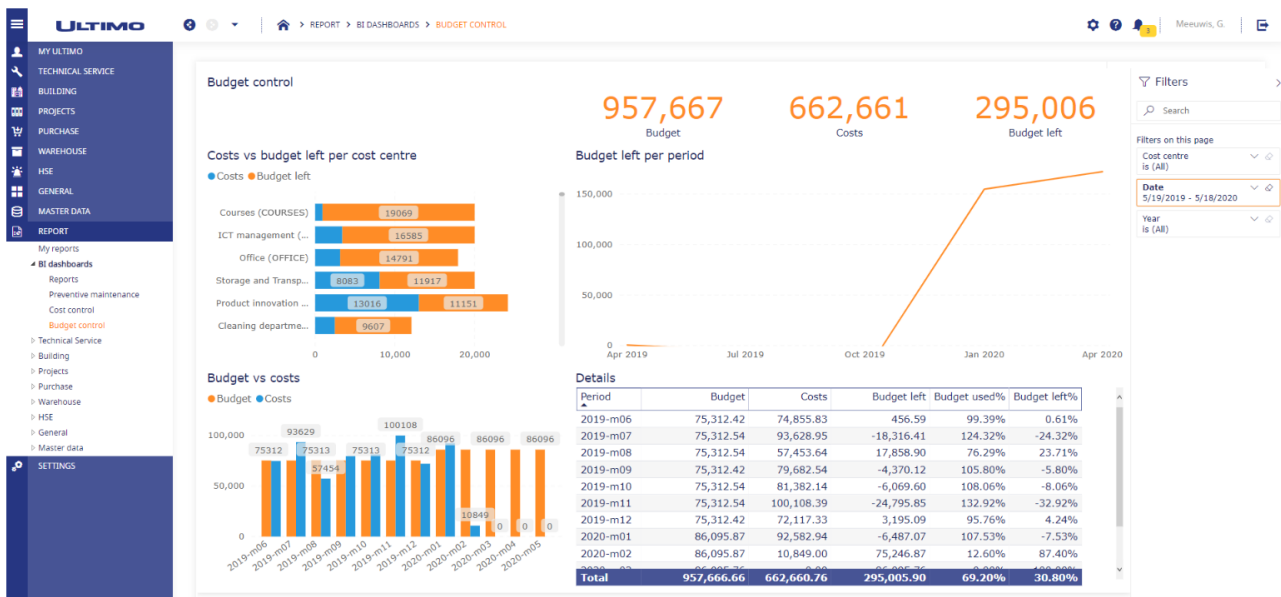 ULTIMO
REPORT > BI DASHBOARDS > BUDGET CONTROL
3
Meeuwis, G.
MY ULTIMO
TECHNICAL SERVICE
BUILDING
PROJECTS
PURCHASE
WAREHOUSE
HSE
GENERAL
MASTER DATA
REPORT
My reports
BI dashboards
Reports
Preventive maintenance
Cost control
Budget control
Technical Service
Building
Projects
Purchase
Warehouse
HSE
General
Master data
SETTINGS
Budget control
957,667
Budget
662,661
Costs
295,006
Budget left
Costs vs budget left per cost centre
Costs Budget left
Courses (COURSES) 19069
ICT management (... 16585
Office (OFFICE) 14791
Storage and Transp... 8083 11917
Product innovation ... 13016 11151
Cleaning departme... 9607
0 10,000 20,000
Budget left per period
150,000
100,000
50,000
0
Apr 2019 Jul 2019 Oct 2019 Jan 2020 Apr 2020
Budget vs costs
Budget Costs
100,000
50,000
0
75312 93629 75313 57454 75313 100108 75312 86096 10849 86096 0 86096 0 0
2019-m06 2019-m07 2019-m08 2019-m09 2019-m10 2019-m11 2019-m12 2020-m01 2020-m02 2020-m03 2020-m04 2020-m05
Details
Period Budget Costs Budget left Budget used% Budget left%
2019-m06 75,312.42 74,855.83 456.59 99.39% 0.61%
2019-m07 75,312.54 93,628.95 -18,316.41 124.32% -24.32%
2019-m08 75,312.54 57,453.64 17,858.90 76.29% 23.71%
2019-m09 75,312.42 79,682.54 -4,370.12 105.80% -5.80%
2019-m10 75,312.54 81,382.14 -6,069.60 108.06% -8.06%
2019-m11 75,312.54 100,108.39 -24,795.85 132.92% -32.92%
2019-m12 75,312.42 72,117.33 3,195.09 95.76% 4.24%
2020-m01 86,095.87 92,582.94 -6,487.07 107.53% -7.53%
2020-m02 86,095.87 10,849.00 75,246.87 12.60% 87.40%
Total 957,666.66 662,660.76 295,005.90 69.20% 30.80%
Filters
Search
Filters on this page
Cost centre
is (All)
Date
5/19/2019 - 5/18/2020
Year
is (All)